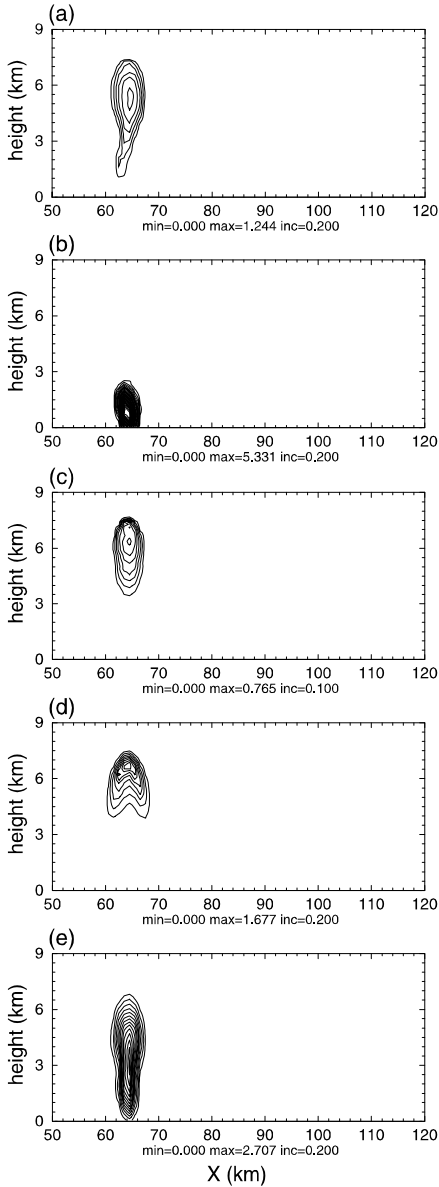 (a)
9
6
3
0
height (km)
50 60 70 80 90 100 110 120
min=0.000 max=1.244 inc=0.200
(b)
9
6
3
0
height (km)
50 60 70 80 90 100 110 120
min=0.000 max=5.331 inc=0.200
(c)
9
6
3
0
height (km)
50 60 70 80 90 100 110 120
min=0.000 max=0.765 inc=0.100
(d)
9
6
3
0
height (km)
50 60 70 80 90 100 110 120
min=0.000 max=1.677 inc=0.200
(e)
9
6
3
0
height (km)
50 60 70 80 90 100 110 120
min=0.000 max=2.707 inc=0.200
X (km)